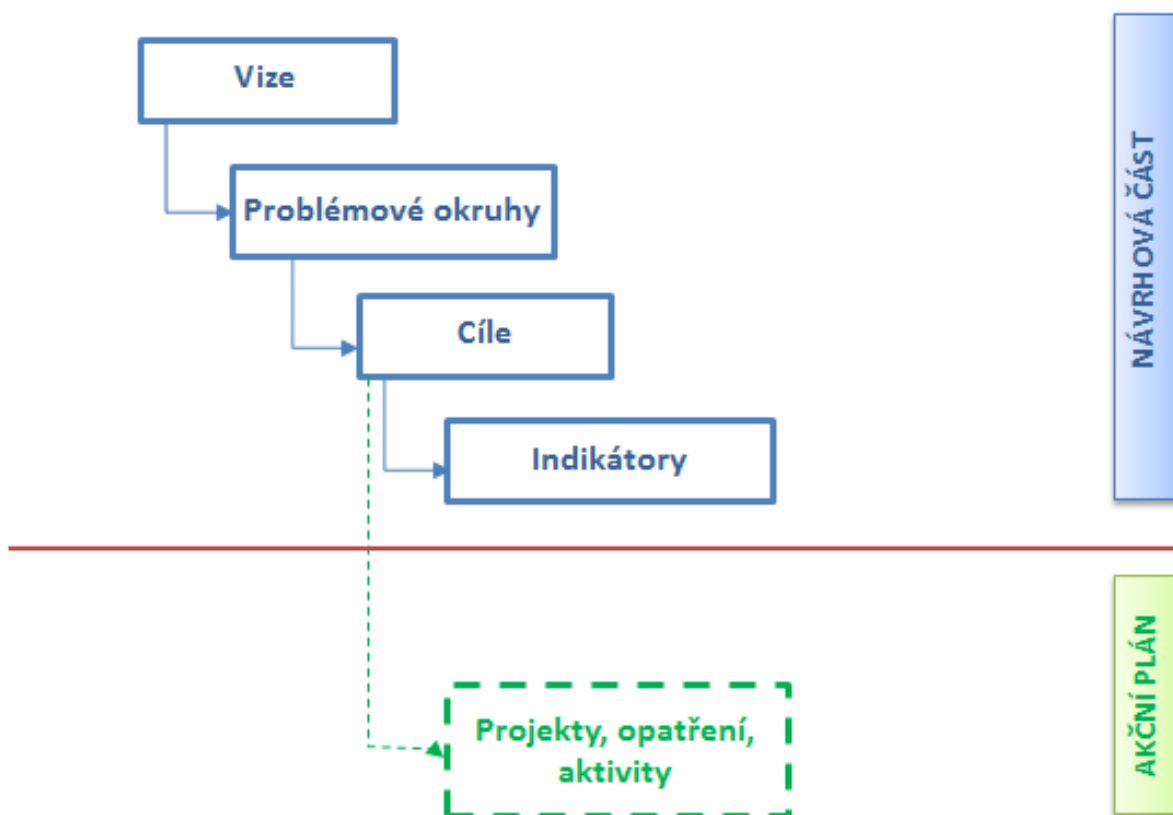 Vize
Problémové okruhy
Cíle
Indikátory
NÁVRHOVÁ ČÁST
Projekty, opatření,
aktivity
AKČNÍ PLÁN